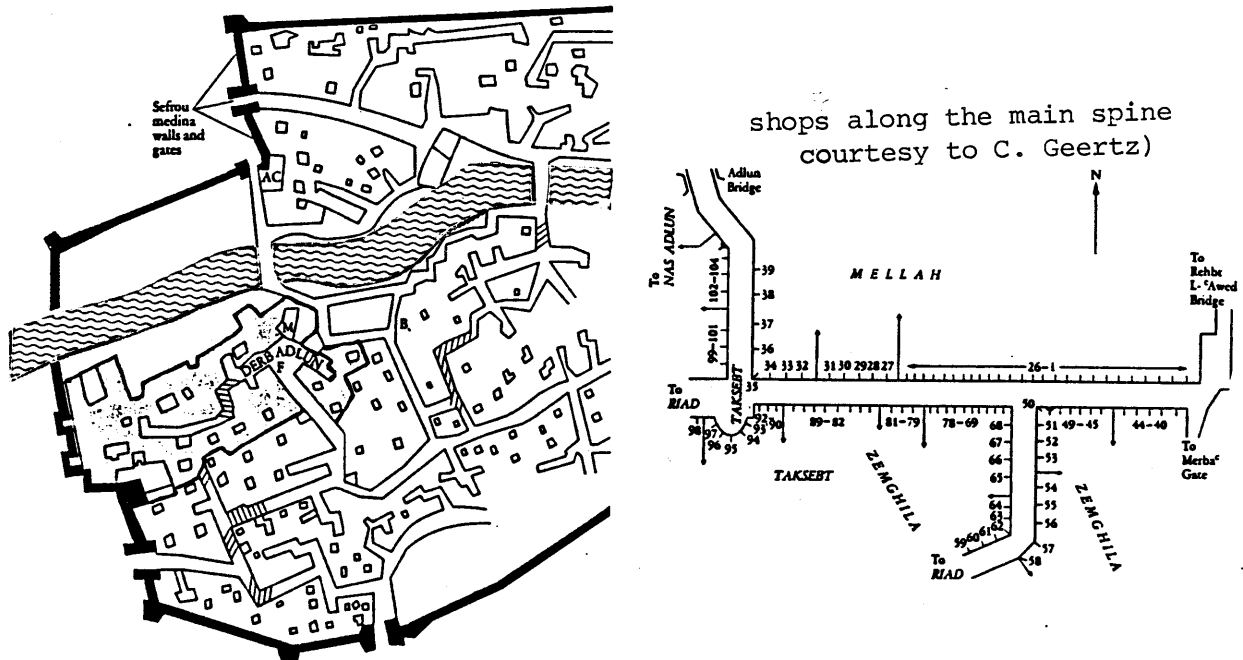 Sefrou
medina
walls and
gates
AC
M
DERB ADLUN
F
B
shops along the main spine
courtesy to C. Geertz)
N
Adlun
Bridge
To
NAS ADLUN
MELLAH
To
Rehbt
L-ᶜAwed
Bridge
102-104
99-101
39
38
37
36
34 33 32
31 30 29 28 27
26-1
35
TAKSEBT
To
RIAD
98
97
96
95
94
93
92
90
89-82
81-79
78-69
50
49-45
44-40
To
Merbaᶜ
Gate
68
67
66
65
64
63
62
61
60
59
51
52
53
54
55
56
57
58
TAKSEBT
ZEMGHILA
ZEMGHILA
To
RIAD